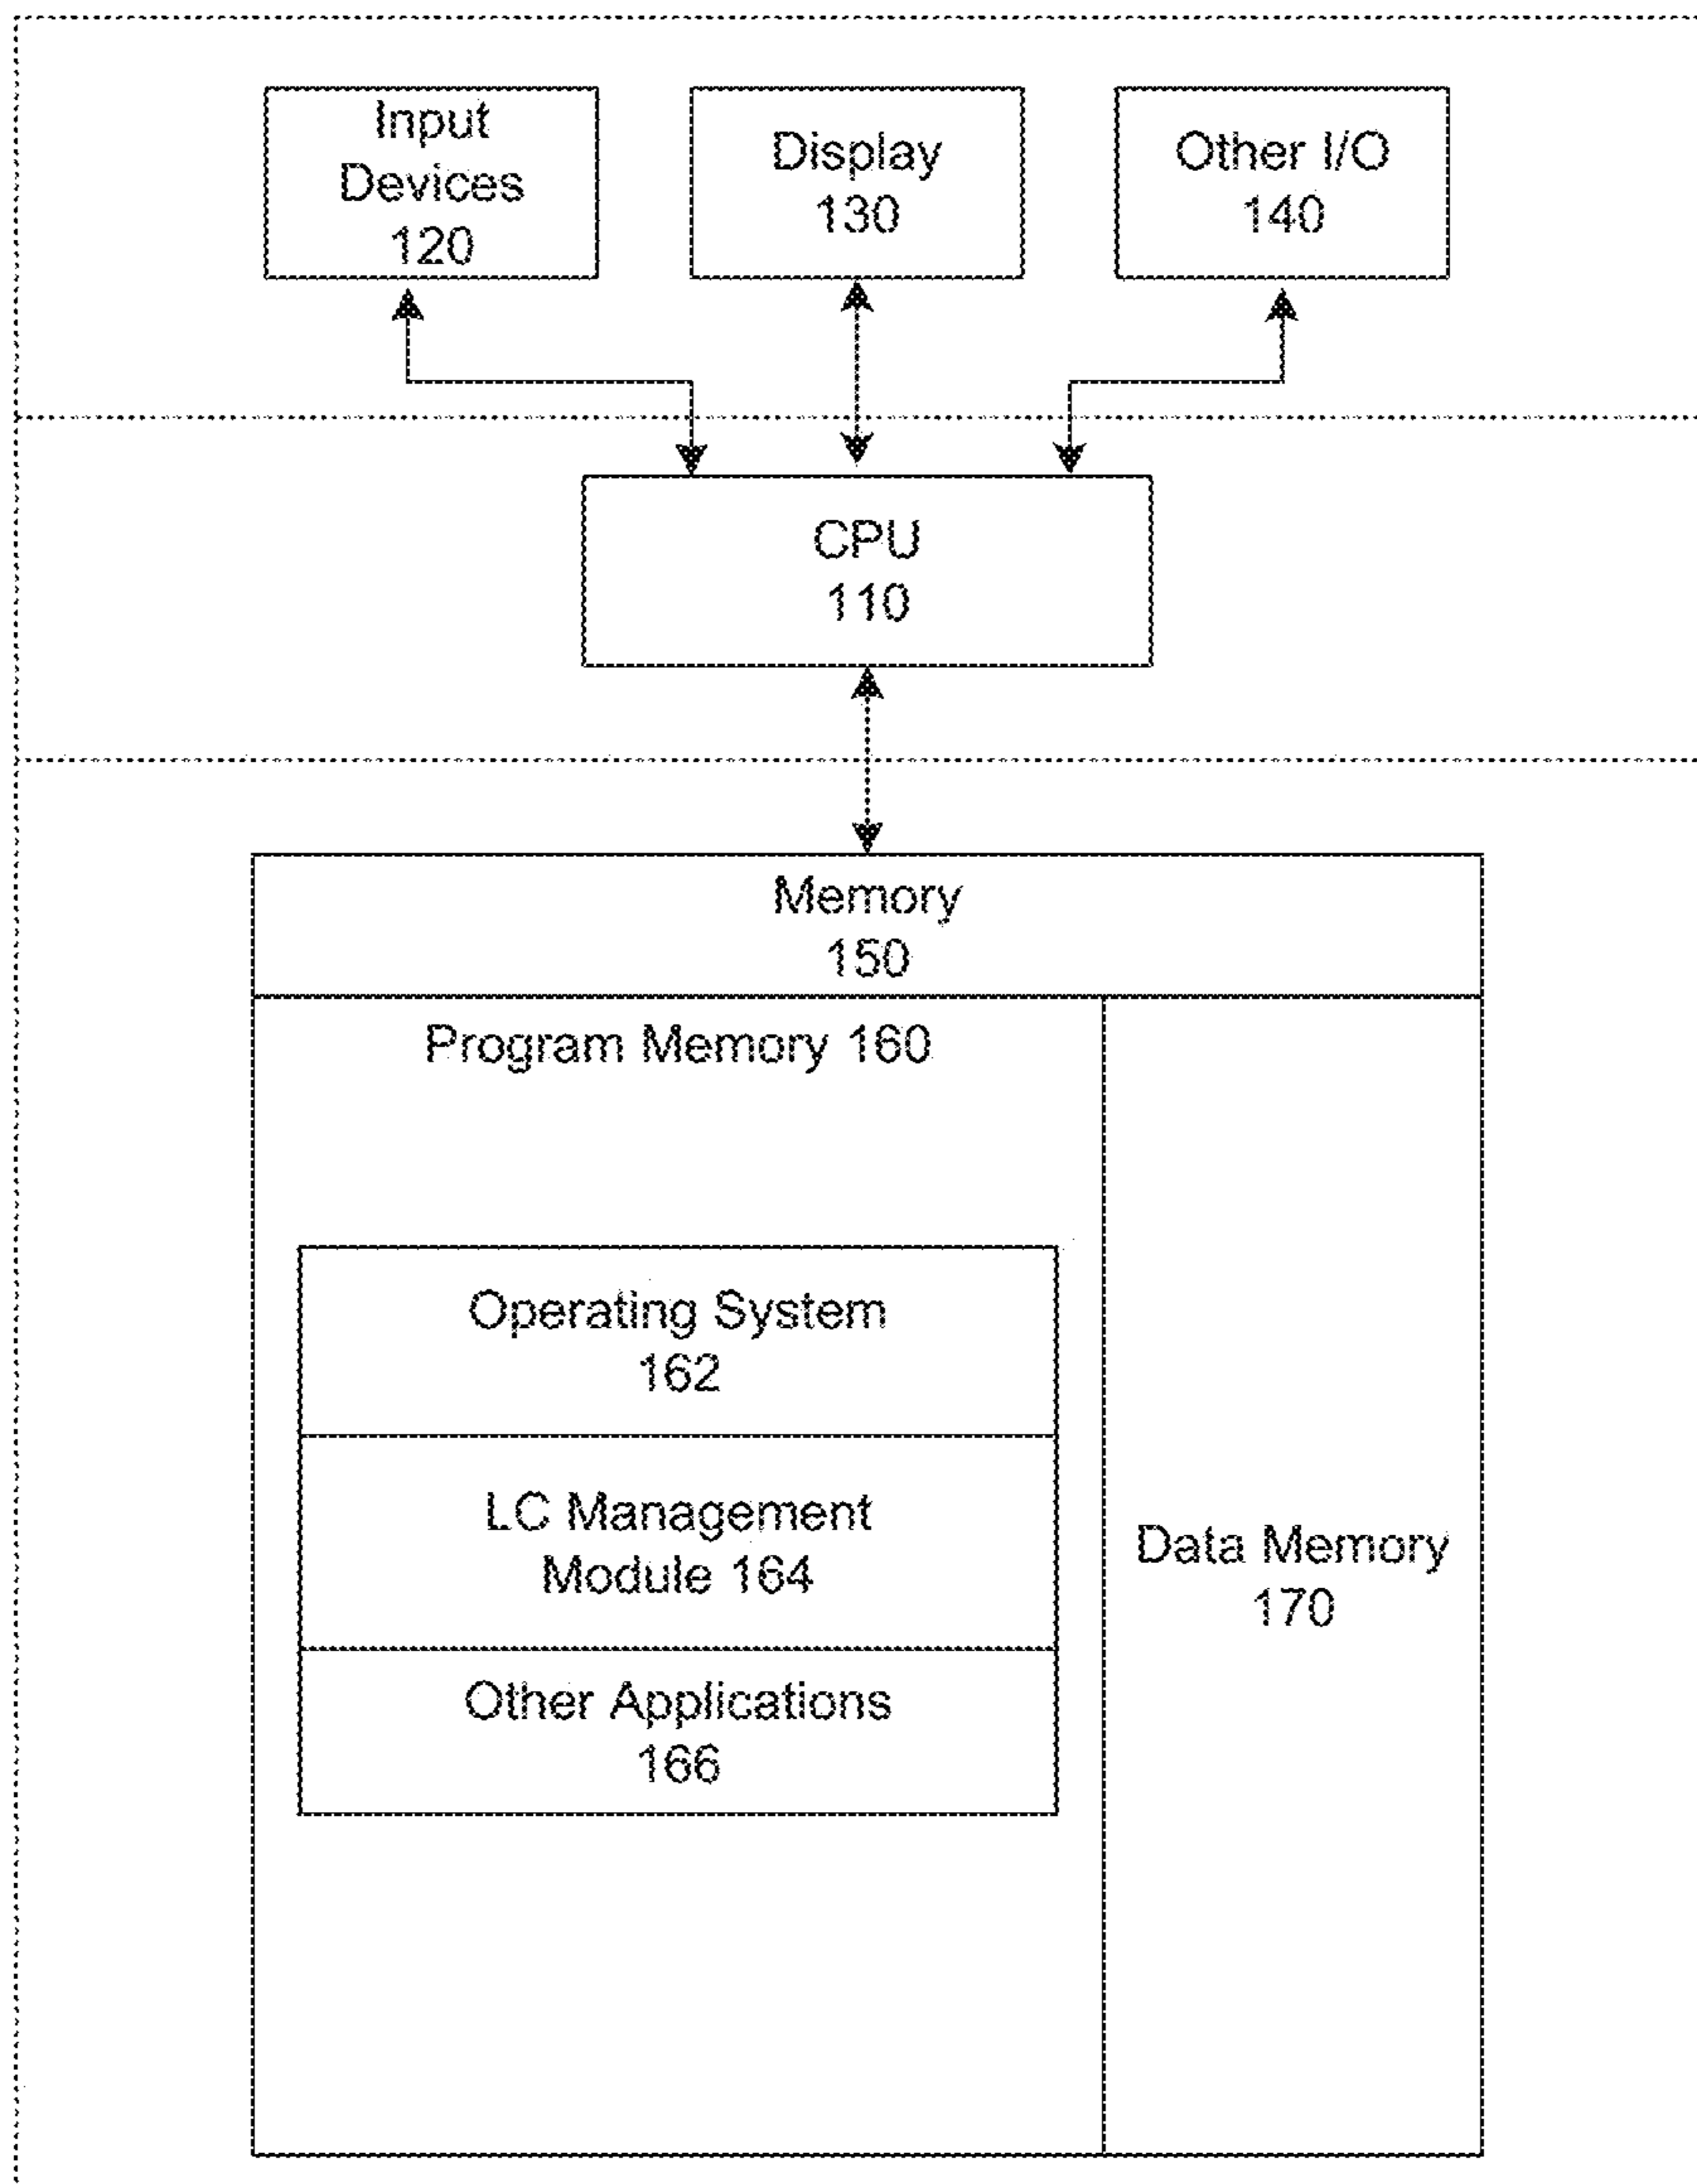 Input
Devices
120
Display
130
Other I/O
140
CPU
110
Memory
150
Program Memory 160
Operating System
162
LC Management
Module 164
Other Applications
166
Data Memory
170